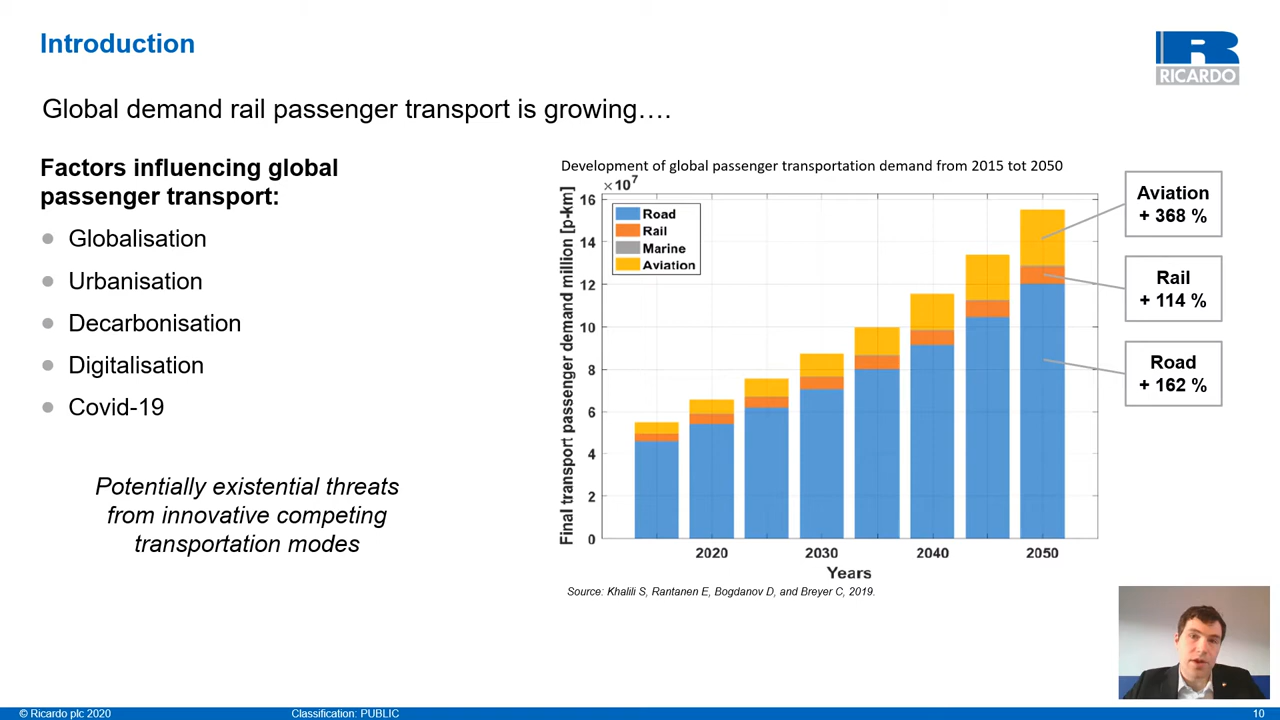 Introduction
R
RICARDO
Global demand rail passenger transport is growing….
Factors influencing global
passenger transport:
Globalisation
Urbanisation
Decarbonisation
Digitalisation
Covid-19
Potentially existential threats
from innovative competing
transportation modes
Development of global passenger transportation demand from 2015 tot 2050
×10⁷
Final transport passenger demand million [p-km]
16
14
12
10
8
6
4
2
0
Road
Rail
Marine
Aviation
2020
2030
2040
2050
Years
Aviation
+ 368 %
Rail
+ 114 %
Road
+ 162 %
Source: Khalili S, Rantanen E, Bogdanov D, and Breyer C, 2019.
© Ricardo plc 2020
Classification: PUBLIC
10